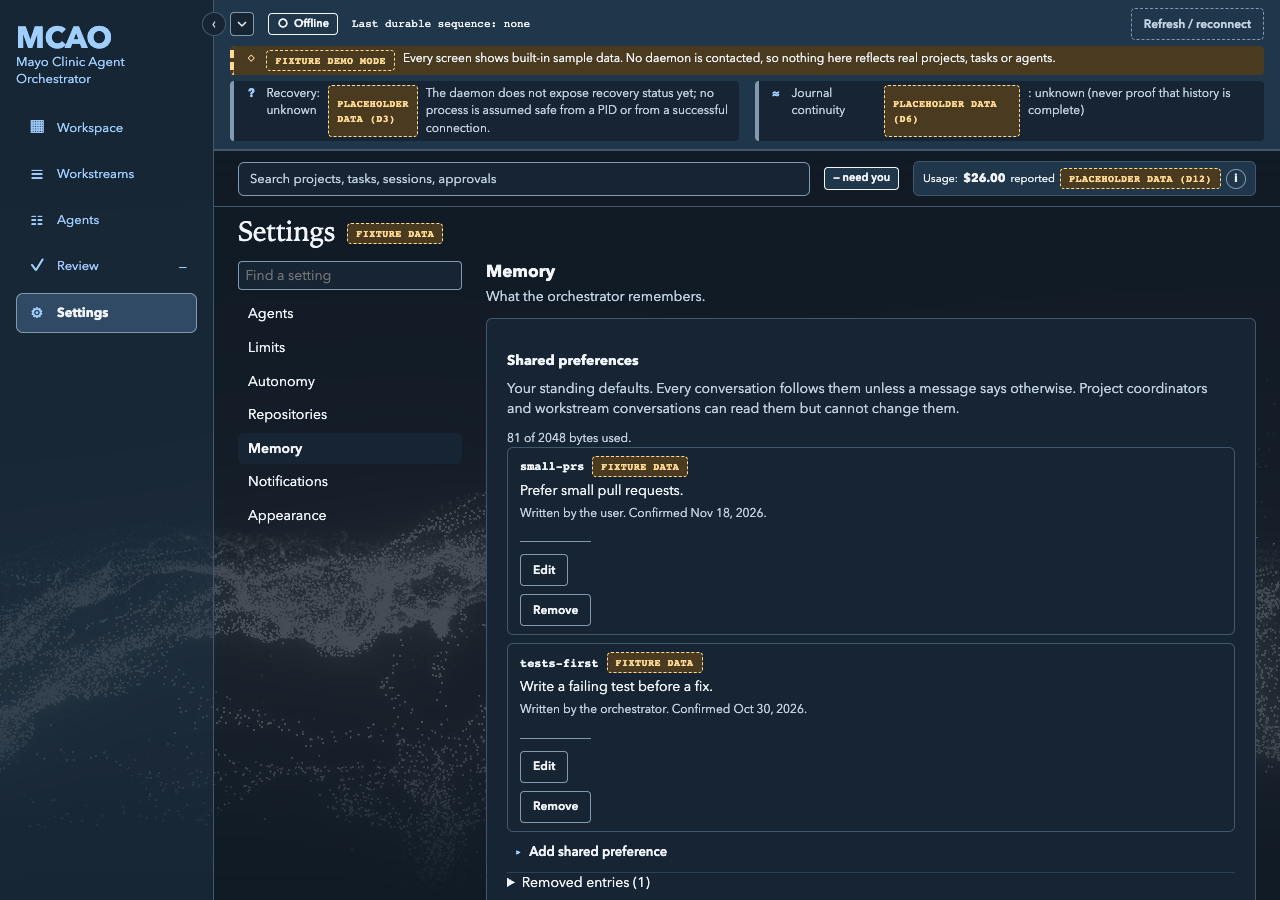 MCAO
Mayo Clinic Agent
Orchestrator
Workspace
Workstreams
Agents
Review –
Settings
Offline
Last durable sequence: none
Refresh / reconnect
FIXTURE DEMO MODE Every screen shows built-in sample data. No daemon is contacted, so nothing here reflects real projects, tasks or agents.
? Recovery:
unknown
PLACEHOLDER
DATA (D3)
The daemon does not expose recovery status yet; no
process is assumed safe from a PID or from a successful
connection.
≈ Journal
continuity
PLACEHOLDER DATA
(D6)
: unknown (never proof that history is
complete)
Search projects, tasks, sessions, approvals
– need you
Usage: $26.00 reported PLACEHOLDER DATA (D12) i
Settings FIXTURE DATA
Find a setting
Agents
Limits
Autonomy
Repositories
Memory
Notifications
Appearance
Memory
What the orchestrator remembers.
Shared preferences
Your standing defaults. Every conversation follows them unless a message says otherwise. Project coordinators
and workstream conversations can read them but cannot change them.
81 of 2048 bytes used.
small-prs FIXTURE DATA
Prefer small pull requests.
Written by the user. Confirmed Nov 18, 2026.
Edit
Remove
tests-first FIXTURE DATA
Write a failing test before a fix.
Written by the orchestrator. Confirmed Oct 30, 2026.
Edit
Remove
Add shared preference
Removed entries (1)